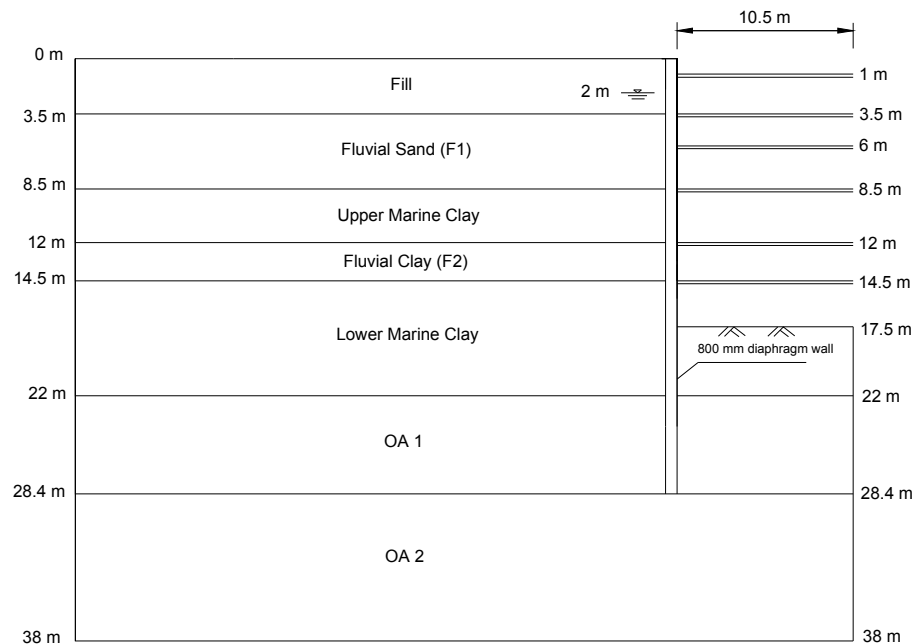 10.5 m
0 m
Fill
2 m
1 m
3.5 m
3.5 m
Fluvial Sand (F1)
6 m
8.5 m
8.5 m
Upper Marine Clay
12 m
12 m
Fluvial Clay (F2)
14.5 m
14.5 m
Lower Marine Clay
17.5 m
800 mm diaphragm wall
22 m
22 m
OA 1
28.4 m
28.4 m
OA 2
38 m
38 m